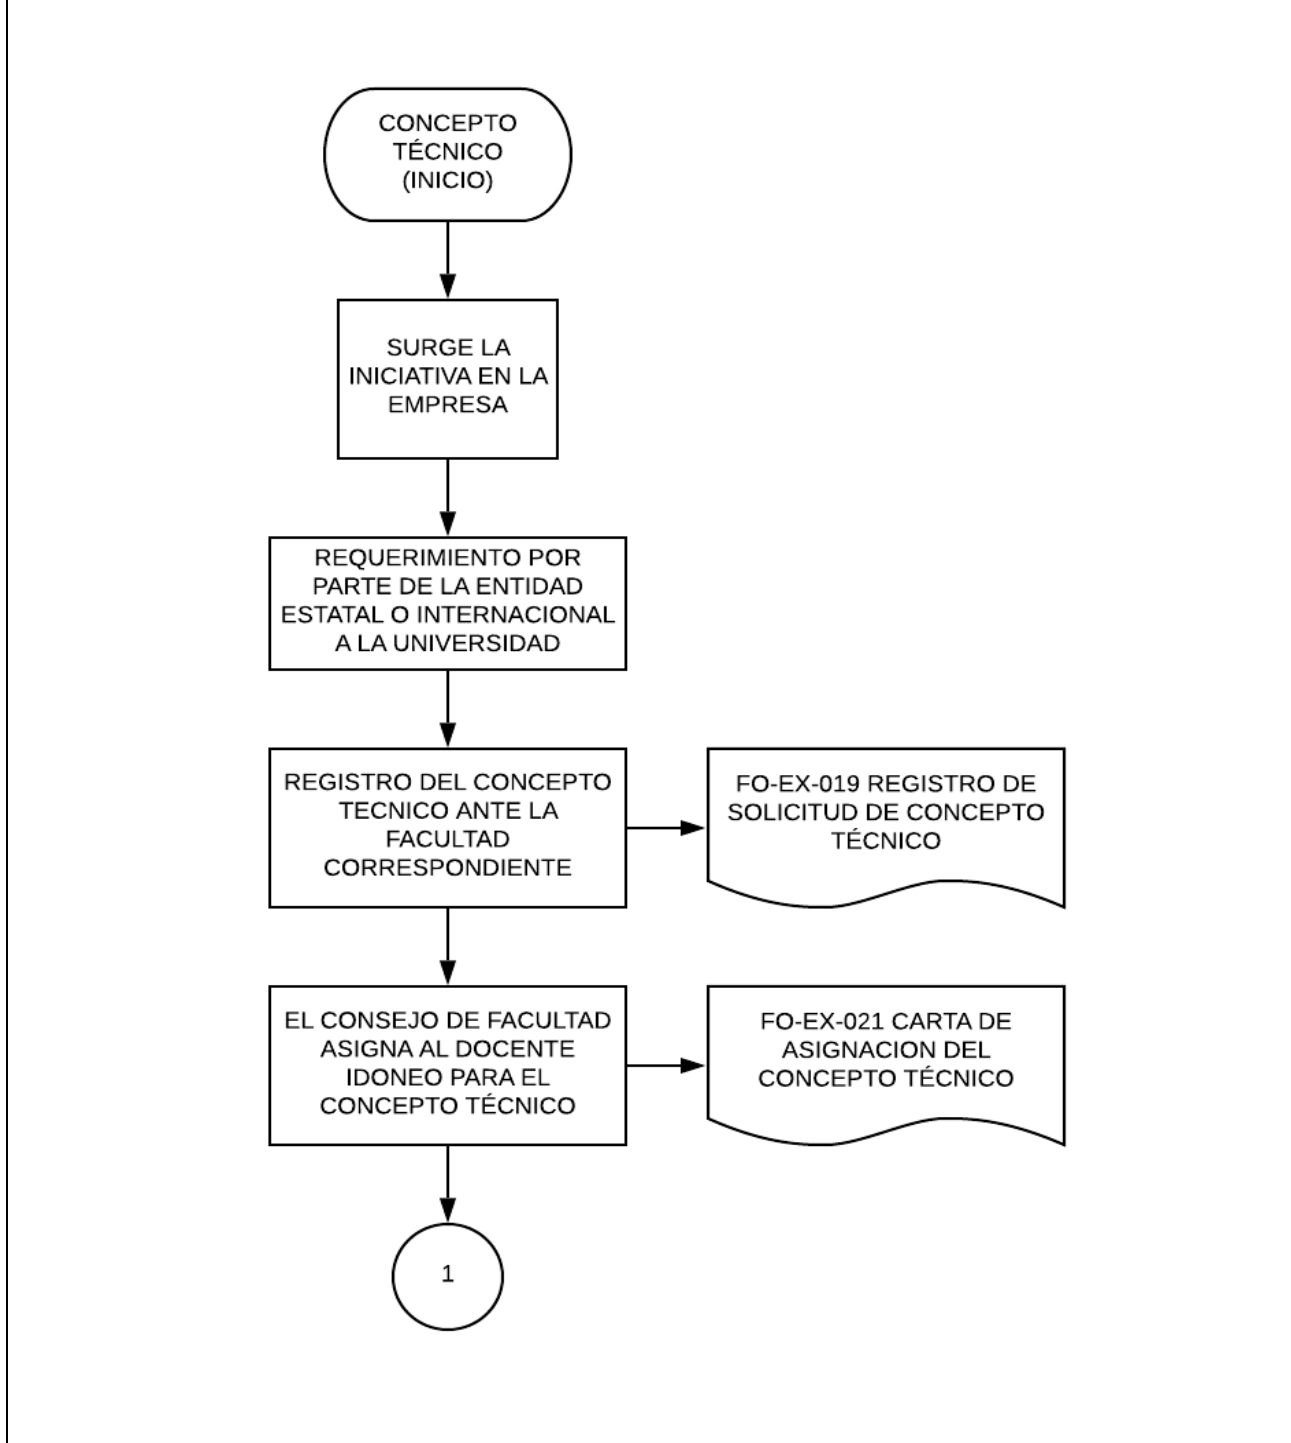 CONCEPTO
TÉCNICO
(INICIO)
SURGE LA
INICIATIVA EN LA
EMPRESA
REQUERIMIENTO POR
PARTE DE LA ENTIDAD
ESTATAL O INTERNACIONAL
A LA UNIVERSIDAD
REGISTRO DEL CONCEPTO
TECNICO ANTE LA
FACULTAD
CORRESPONDIENTE
FO-EX-019 REGISTRO DE
SOLICITUD DE CONCEPTO
TÉCNICO
EL CONSEJO DE FACULTAD
ASIGNA AL DOCENTE
IDONEO PARA EL
CONCEPTO TÉCNICO
FO-EX-021 CARTA DE
ASIGNACION DEL
CONCEPTO TÉCNICO
1